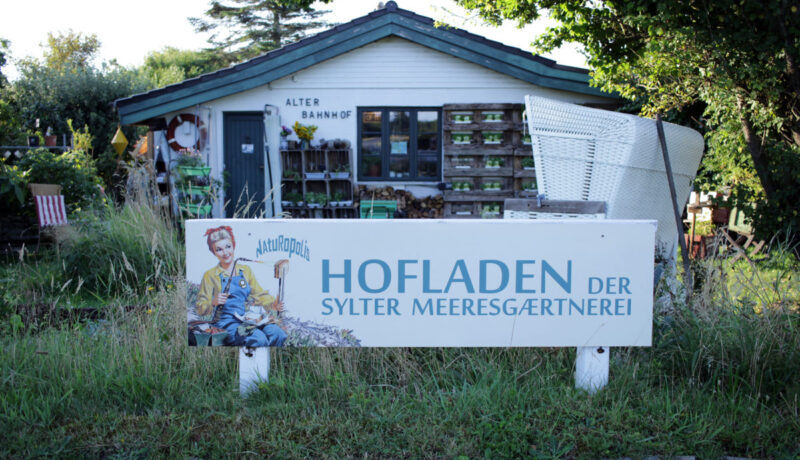 ALTER
BAHNHOF
NATUROPOLIS
HOFLADEN DER
SYLTER MEERESGÆRTNEREI